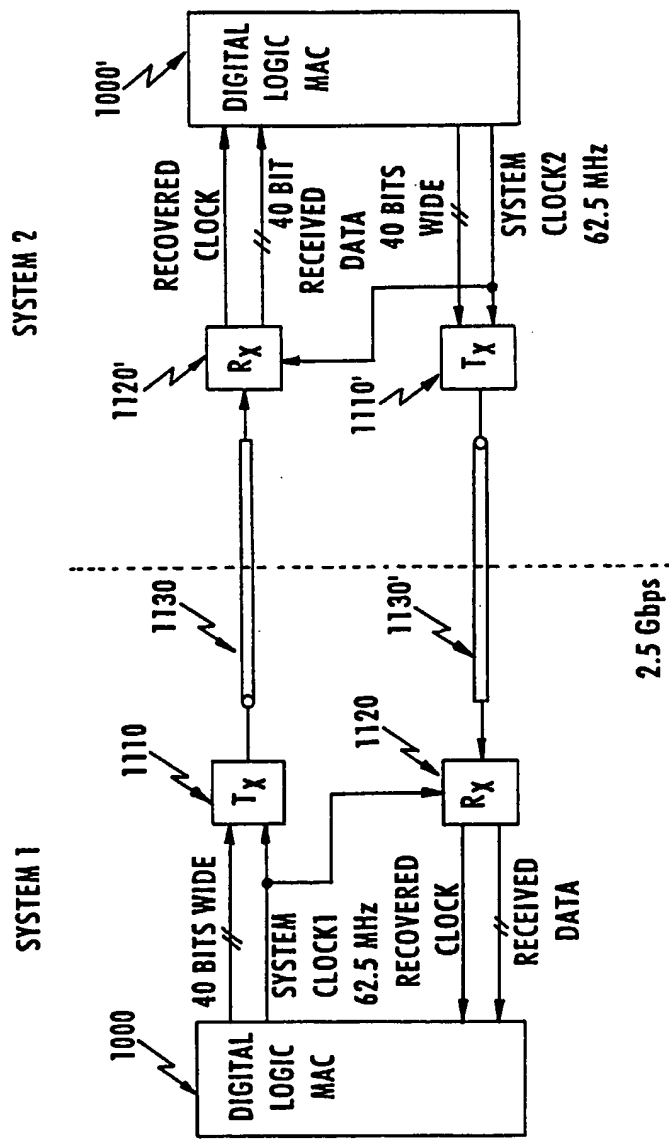 SYSTEM 1
SYSTEM 2
1000
DIGITAL
LOGIC
MAC
40 BITS WIDE
SYSTEM
CLOCK1
62.5 MHz
RECOVERED
CLOCK
RECEIVED
DATA
1110
TX
1120
RX
1130
1130'
2.5 Gbps
1120'
RX
1110'
TX
RECOVERED
CLOCK
40 BIT
RECEIVED
DATA
40 BITS
WIDE
SYSTEM
CLOCK2
62.5 MHz
1000'
DIGITAL
LOGIC
MAC